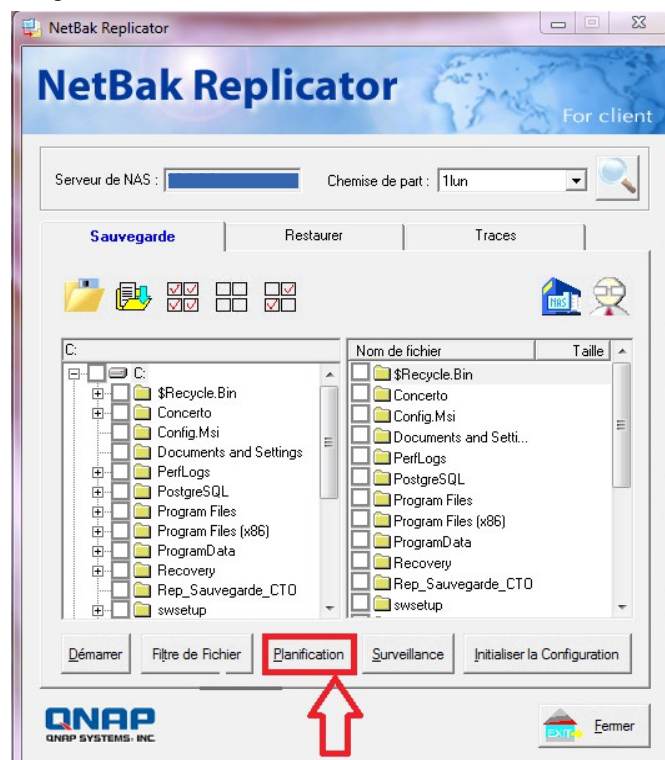 NetBak Replicator
NetBak Replicator
For client
Serveur de NAS :
Chemise de part : 1lun
Sauvegarde
Restaurer
Traces
NAS
C:
C:
$Recycle.Bin
Concerto
Config.Msi
Documents and Settings
PerfLogs
PostgreSQL
Program Files
Program Files (x86)
ProgramData
Recovery
Rep_Sauvegarde_CTO
swsetup
Nom de fichier
Taille
$Recycle.Bin
Concerto
Config.Msi
Documents and Setti...
PerfLogs
PostgreSQL
Program Files
Program Files (x86)
ProgramData
Recovery
Rep_Sauvegarde_CTO
swsetup
Démarrer
Filtre de Fichier
Planification
Surveillance
Initialiser la Configuration
QNAP
QNAP SYSTEMS, INC.
EXIT
Fermer